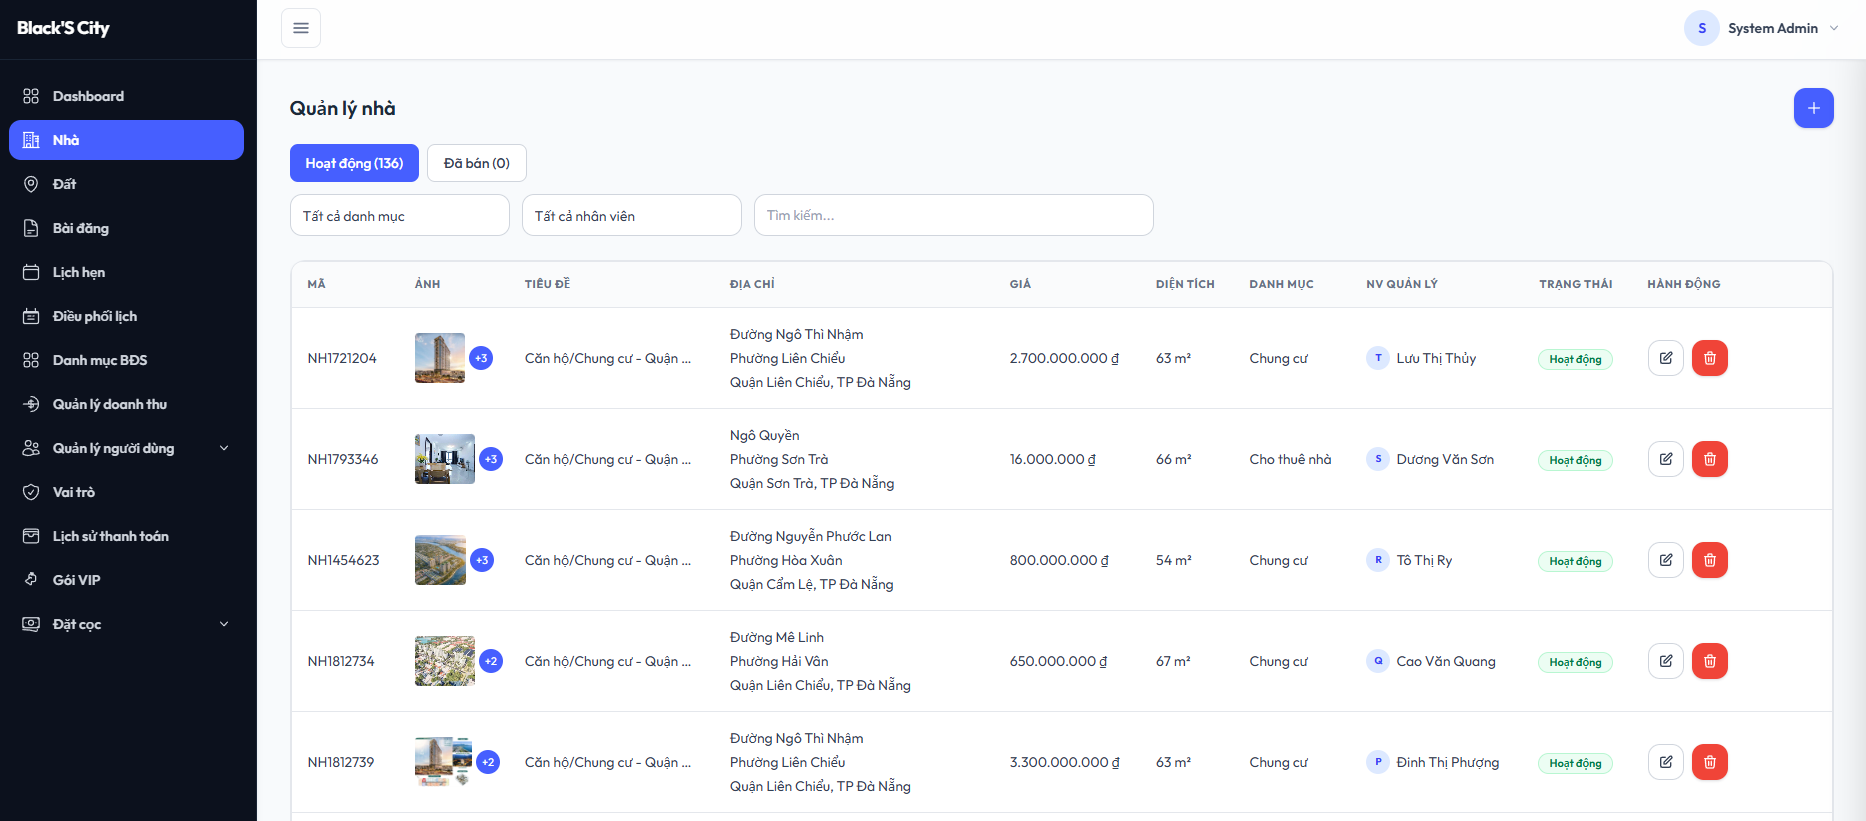 Black'S City
System Admin
S
Dashboard
Nhà
Đất
Bài đăng
Lịch hẹn
Điều phối lịch
Danh mục BĐS
Quản lý doanh thu
Quản lý người dùng
Vai trò
Lịch sử thanh toán
Gói VIP
Đặt cọc
Quản lý nhà
Hoạt động (136)
Đã bán (0)
Tất cả danh mục
Tất cả nhân viên
Tìm kiếm...
MÃ ẢNH TIÊU ĐỀ ĐỊA CHỈ GIÁ DIỆN TÍCH DANH MỤC NV QUẢN LÝ TRẠNG THÁI HÀNH ĐỘNG
NH1721204
+3
Căn hộ/Chung cư - Quận ...
Đường Ngô Thì Nhậm
Phường Liên Chiểu
Quận Liên Chiểu, TP Đà Nẵng
2.700.000.000 ₫
63 m²
Chung cư
T
Lưu Thị Thủy
Hoạt động
NH1793346
+3
Căn hộ/Chung cư - Quận ...
Ngô Quyền
Phường Sơn Trà
Quận Sơn Trà, TP Đà Nẵng
16.000.000 ₫
66 m²
Cho thuê nhà
S
Dương Văn Sơn
Hoạt động
NH1454623
+3
Căn hộ/Chung cư - Quận ...
Đường Nguyễn Phước Lan
Phường Hòa Xuân
Quận Cẩm Lệ, TP Đà Nẵng
800.000.000 ₫
54 m²
Chung cư
R
Tô Thị Ry
Hoạt động
NH1812734
+2
Căn hộ/Chung cư - Quận ...
Đường Mê Linh
Phường Hải Vân
Quận Liên Chiểu, TP Đà Nẵng
650.000.000 ₫
67 m²
Chung cư
Q
Cao Văn Quang
Hoạt động
NH1812739
+2
Căn hộ/Chung cư - Quận ...
Đường Ngô Thì Nhậm
Phường Liên Chiểu
Quận Liên Chiểu, TP Đà Nẵng
3.300.000.000 ₫
63 m²
Chung cư
P
Đinh Thị Phượng
Hoạt động